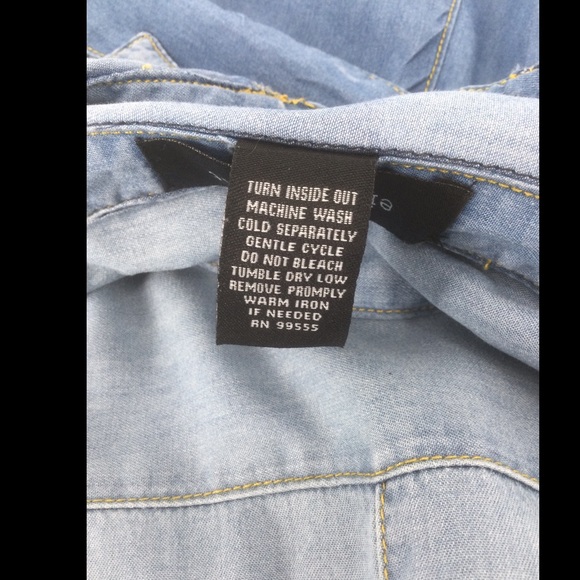 TURN INSIDE OUT
MACHINE WASH
COLD SEPARATELY
GENTLE CYCLE
DO NOT BLEACH
TUMBLE DRY LOW
REMOVE PROMPLY
WARM IRON
IF NEEDED
RN 99555